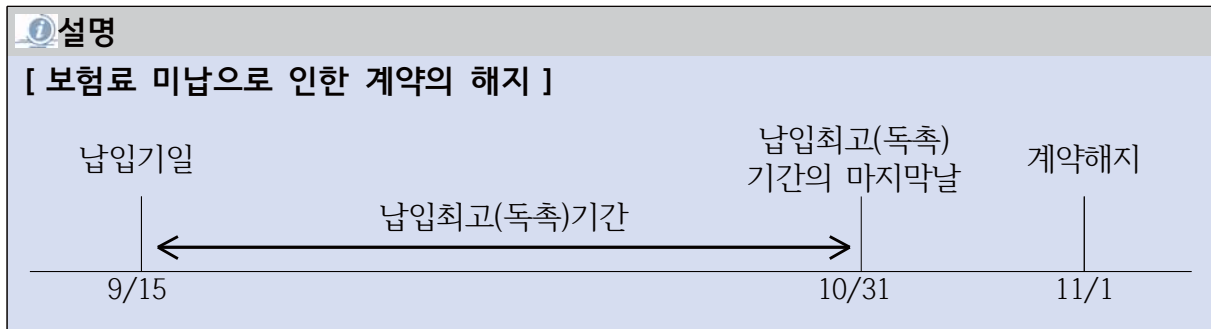 설명
[ 보험료 미납으로 인한 계약의 해지 ]
납입기일
납입최고(독촉)
기간의 마지막날
계약해지
납입최고(독촉)기간
9/15
10/31
11/1